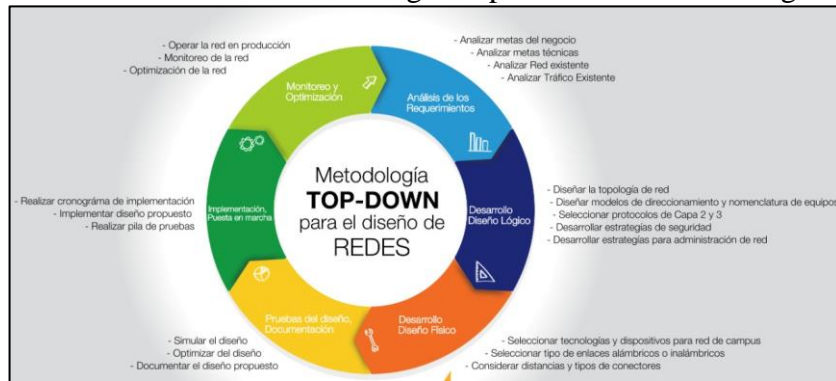 - Operar la red en producción
- Monitoreo de la red
- Optimización de la red
Monitoreo y
Optimización
- Analizar metas del negocio
- Analizar metas técnicas
- Analizar Red existente
- Analizar Tráfico Existente
Análisis de los
Requerimientos
Metodología
TOP-DOWN
para el diseño de
REDES
- Realizar cronográma de implementación
- Implementar diseño propuesto
- Realizar pila de pruebas
Implementación,
Puesta en marcha
Desarrollo
Diseño Lógico
- Diseñar la topología de red
- Diseñar modelos de direccionamiento y nomenclatura de equipos
- Seleccionar protocolos de Capa 2 y 3
- Desarrollar estratégias de seguridad
- Desarrollar estratégias para administración de red
Pruebas del diseño,
Documentación
- Simular el diseño
- Optimizar del diseño
- Documentar el diseño propuesto
Desarrollo
Diseño Físico
- Seleccionar tecnologías y dispositivos para red de campus
- Seleccionar tipo de enlaces alámbricos o inalámbricos
- Considerar distancias y tipos de conectores